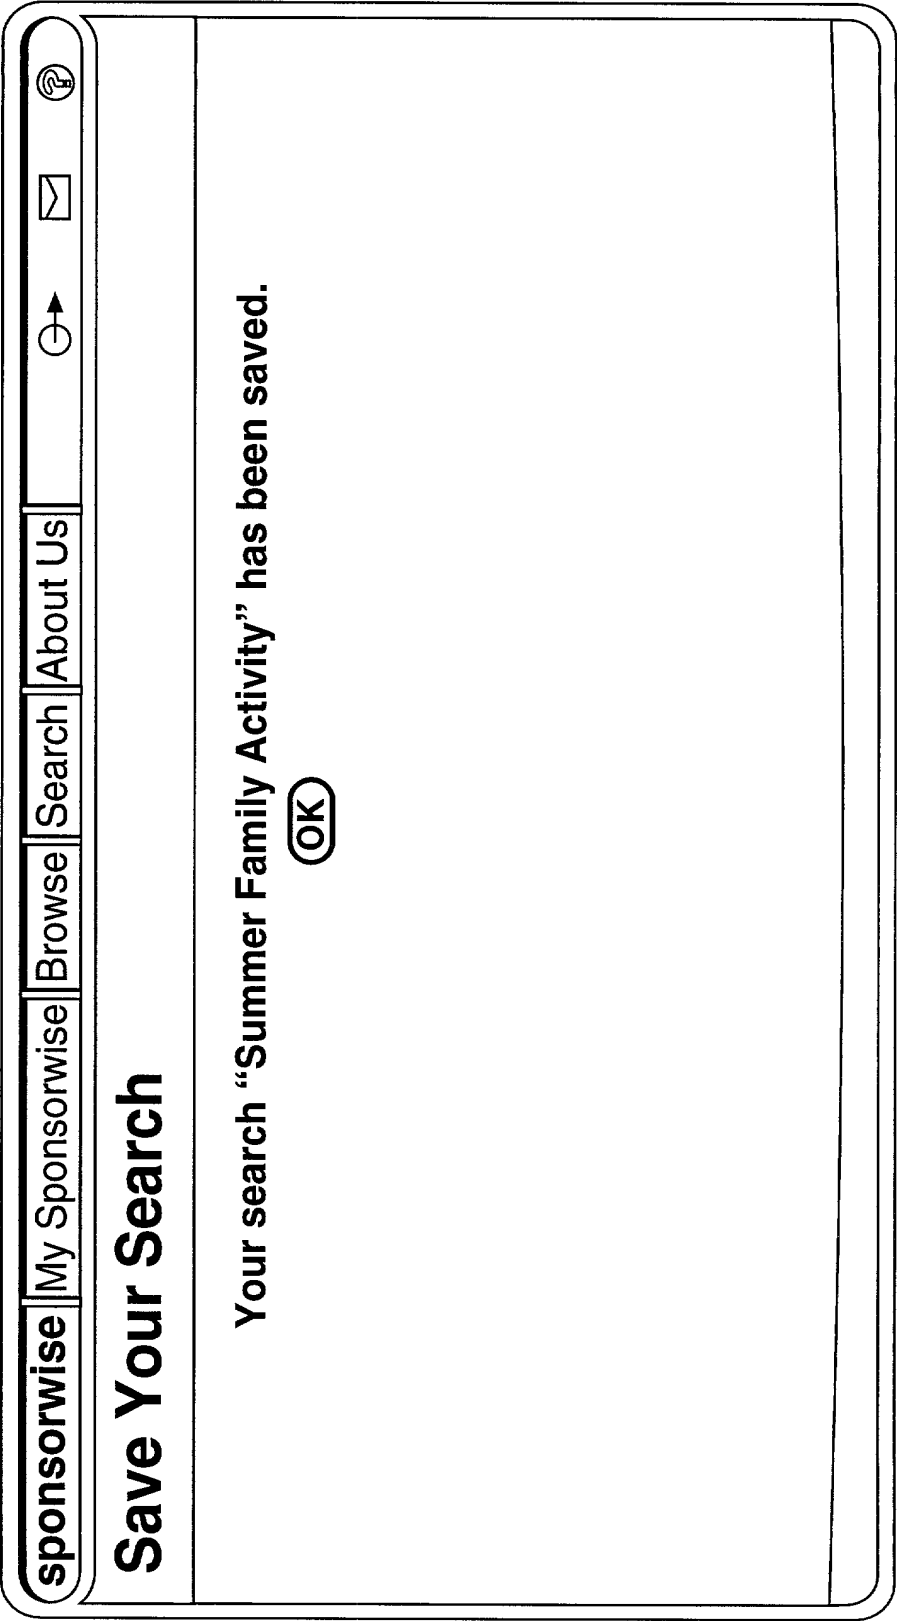 sponsorwise My Sponsorwise Browse Search About Us ?
Save Your Search
Your search “Summer Family Activity” has been saved.
OK